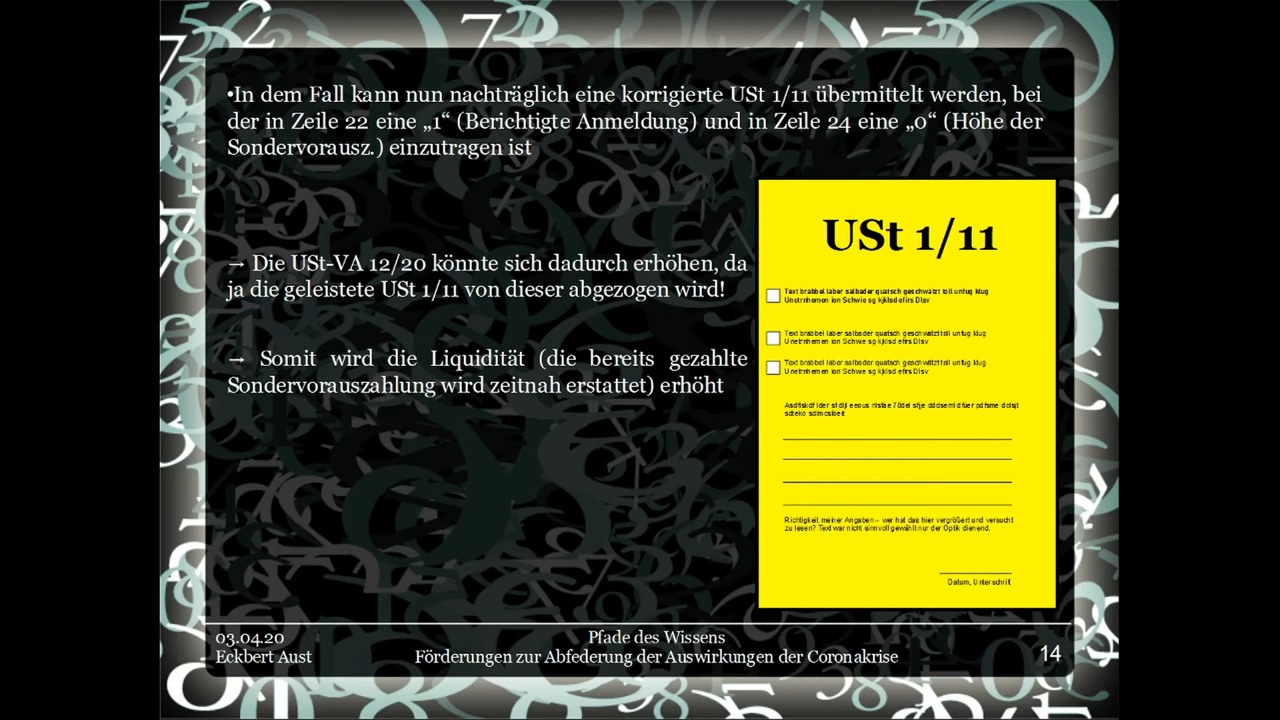 •In dem Fall kann nun nachträglich eine korrigierte USt 1/11 übermittelt werden, bei
der in Zeile 22 eine „1“ (Berichtigte Anmeldung) und in Zeile 24 eine „0“ (Höhe der
Sondervorausz.) einzutragen ist
→ Die USt-VA 12/20 könnte sich dadurch erhöhen, da
ja die geleistete USt 1/11 von dieser abgezogen wird!
→ Somit wird die Liquidität (die bereits gezahlte
Sondervorauszahlung wird zeitnah erstattet) erhöht
USt 1/11
Text brabbel laber salbader quatsch geschwätzt toll unfug klug
Text brabbel laber salbader quatsch geschwätzt toll unfug klug
Text brabbel laber salbader quatsch geschwätzt toll unfug klug
Richtigkeit meiner Angaben – wer hat das hier vergrößert und versucht
zu lesen? Text war nicht sinnvoll gewählt nur der Optik dienend.
Datum, Unterschrift
03.04.20
Eckbert Aust
Pfade des Wissens
Förderungen zur Abfederung der Auswirkungen der Coronakrise
14